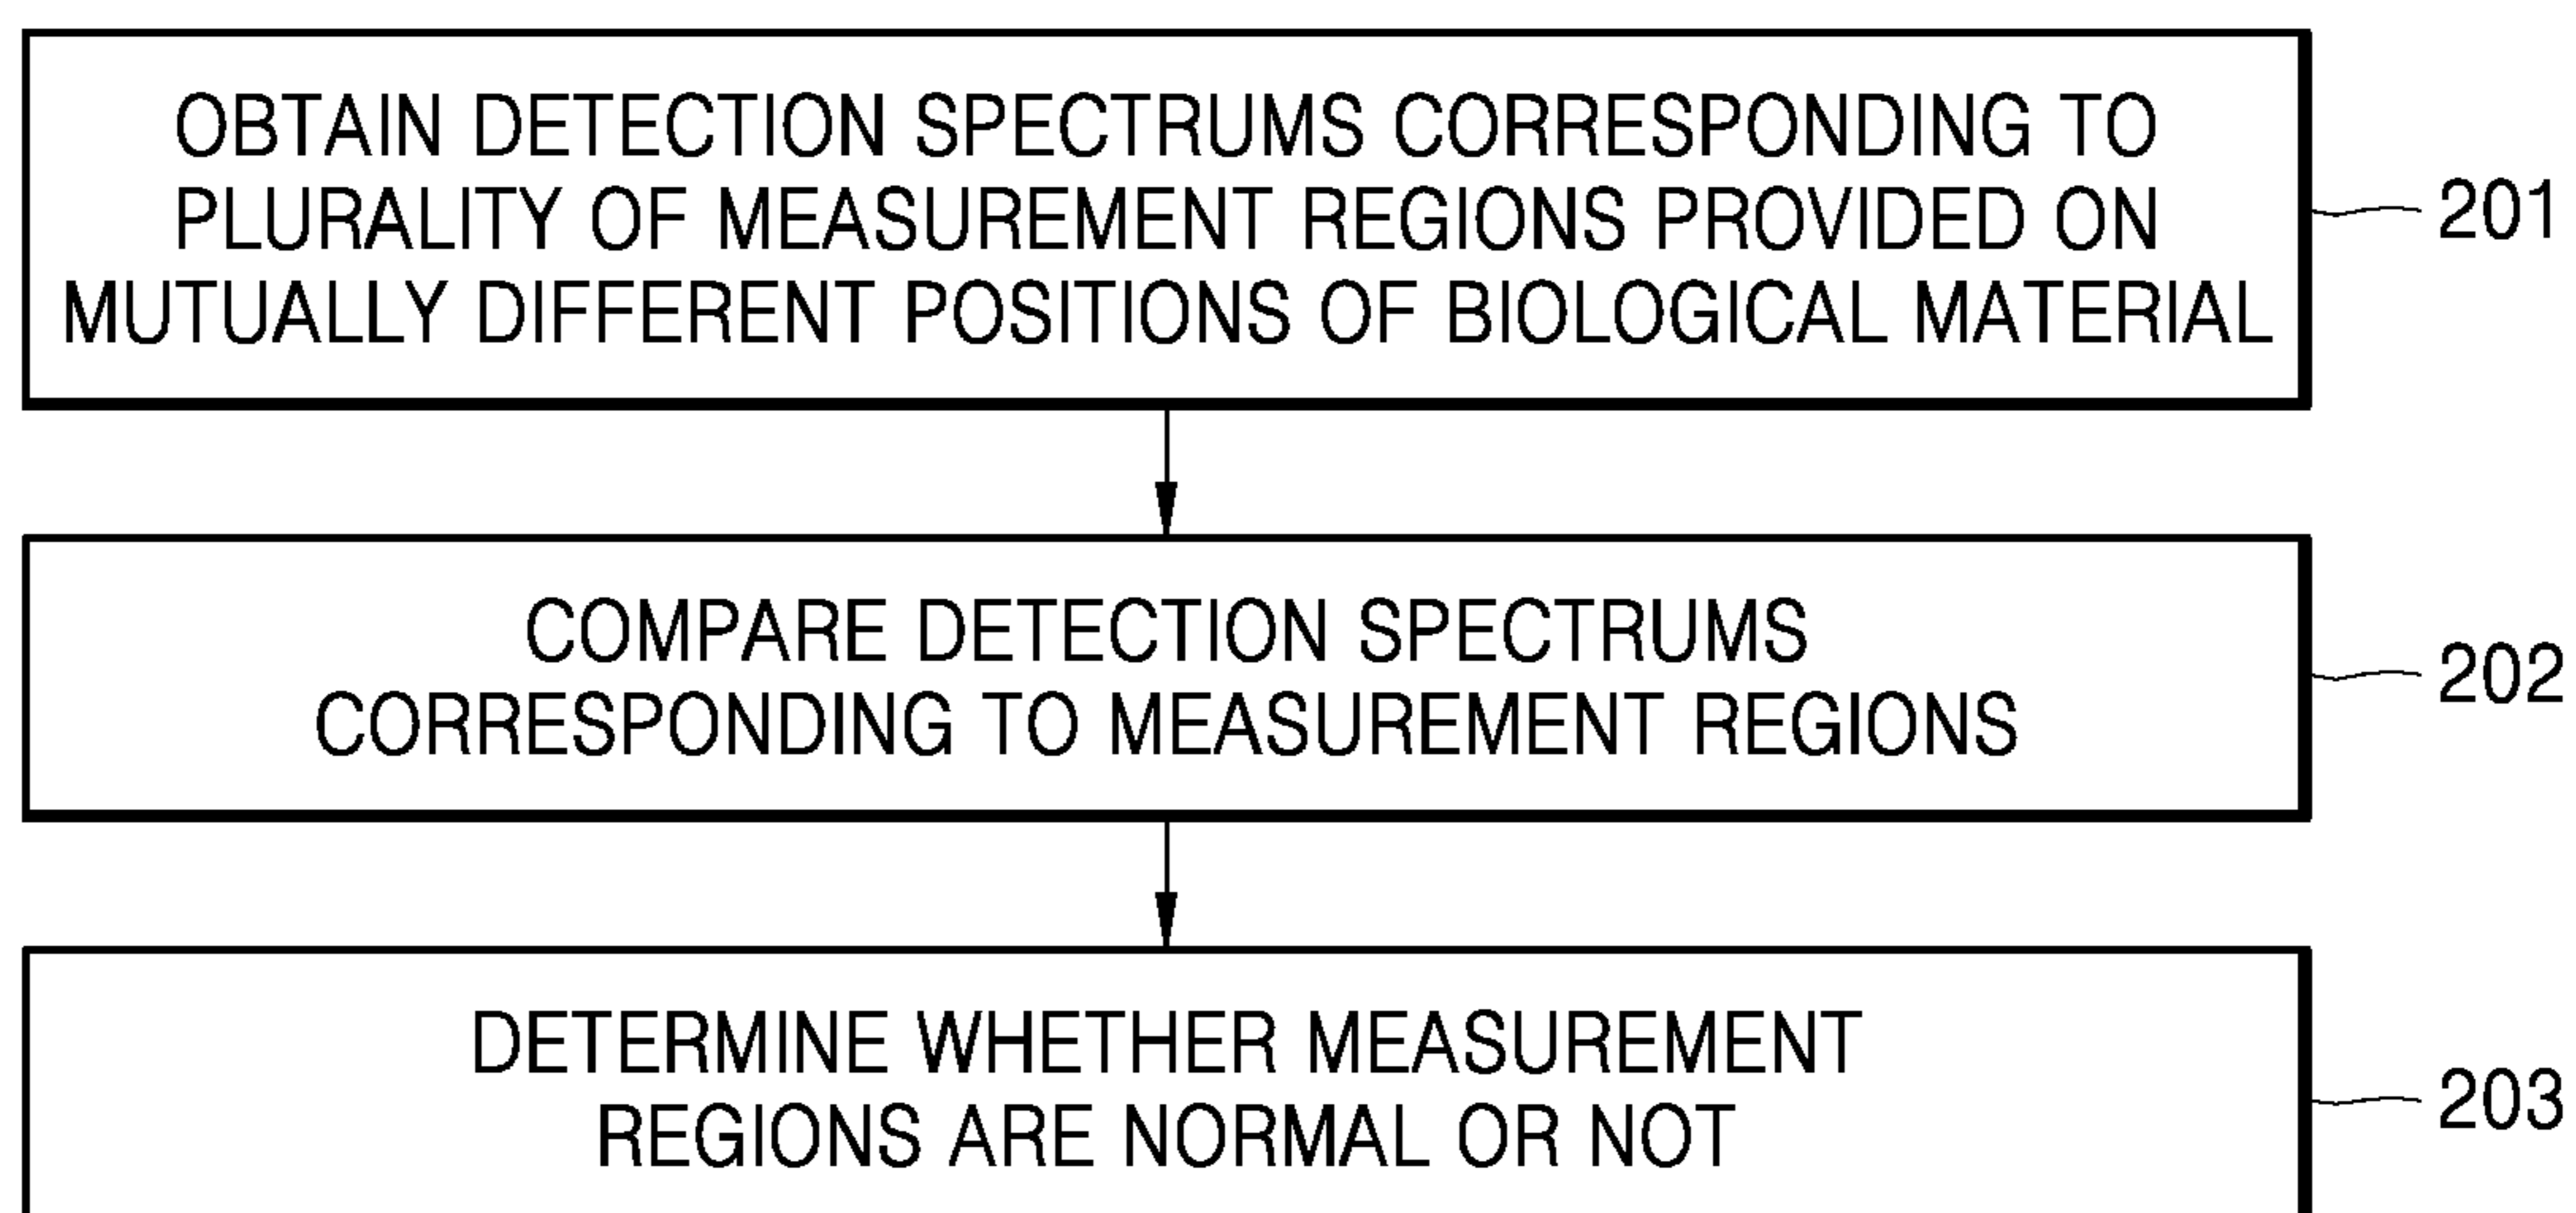 OBTAIN DETECTION SPECTRUMS CORRESPONDING TO
PLURALITY OF MEASUREMENT REGIONS PROVIDED ON
MUTUALLY DIFFERENT POSITIONS OF BIOLOGICAL MATERIAL
201
COMPARE DETECTION SPECTRUMS
CORRESPONDING TO MEASUREMENT REGIONS
202
DETERMINE WHETHER MEASUREMENT
REGIONS ARE NORMAL OR NOT
203